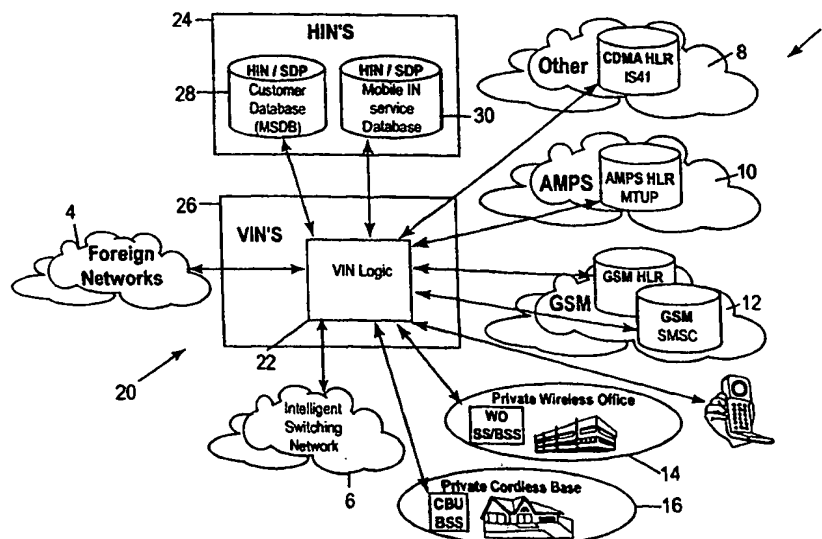 24
HIN'S
HIN / SDP
Customer
Database
(MSDB)
28
HIN / SDP
Mobile IN
service
Database
30
Other
CDMA HLR
IS41
8
AMPS
AMPS HLR
MTUP
10
26
VIN'S
VIN Logic
22
4
Foreign
Networks
GSM HLR
GSM
GSM
SMSC
12
20
Intelligent
Switching
Network
6
Private Wireless Office
WO
SS/BSS
14
Private Cordless Base
CBU
BSS
16